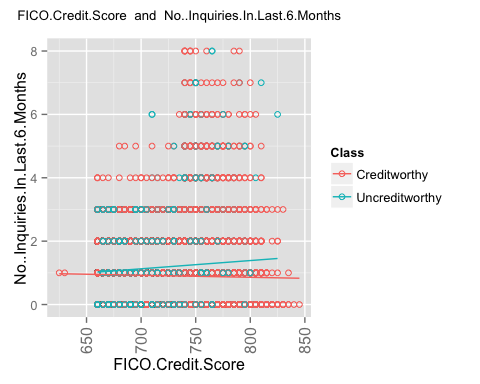 FICO.Credit.Score and No..Inquiries.In.Last.6.Months
No..Inquiries.In.Last.6.Months
8
6
4
2
0
650
700
750
800
850
FICO.Credit.Score
Class
Creditworthy
Uncreditworthy